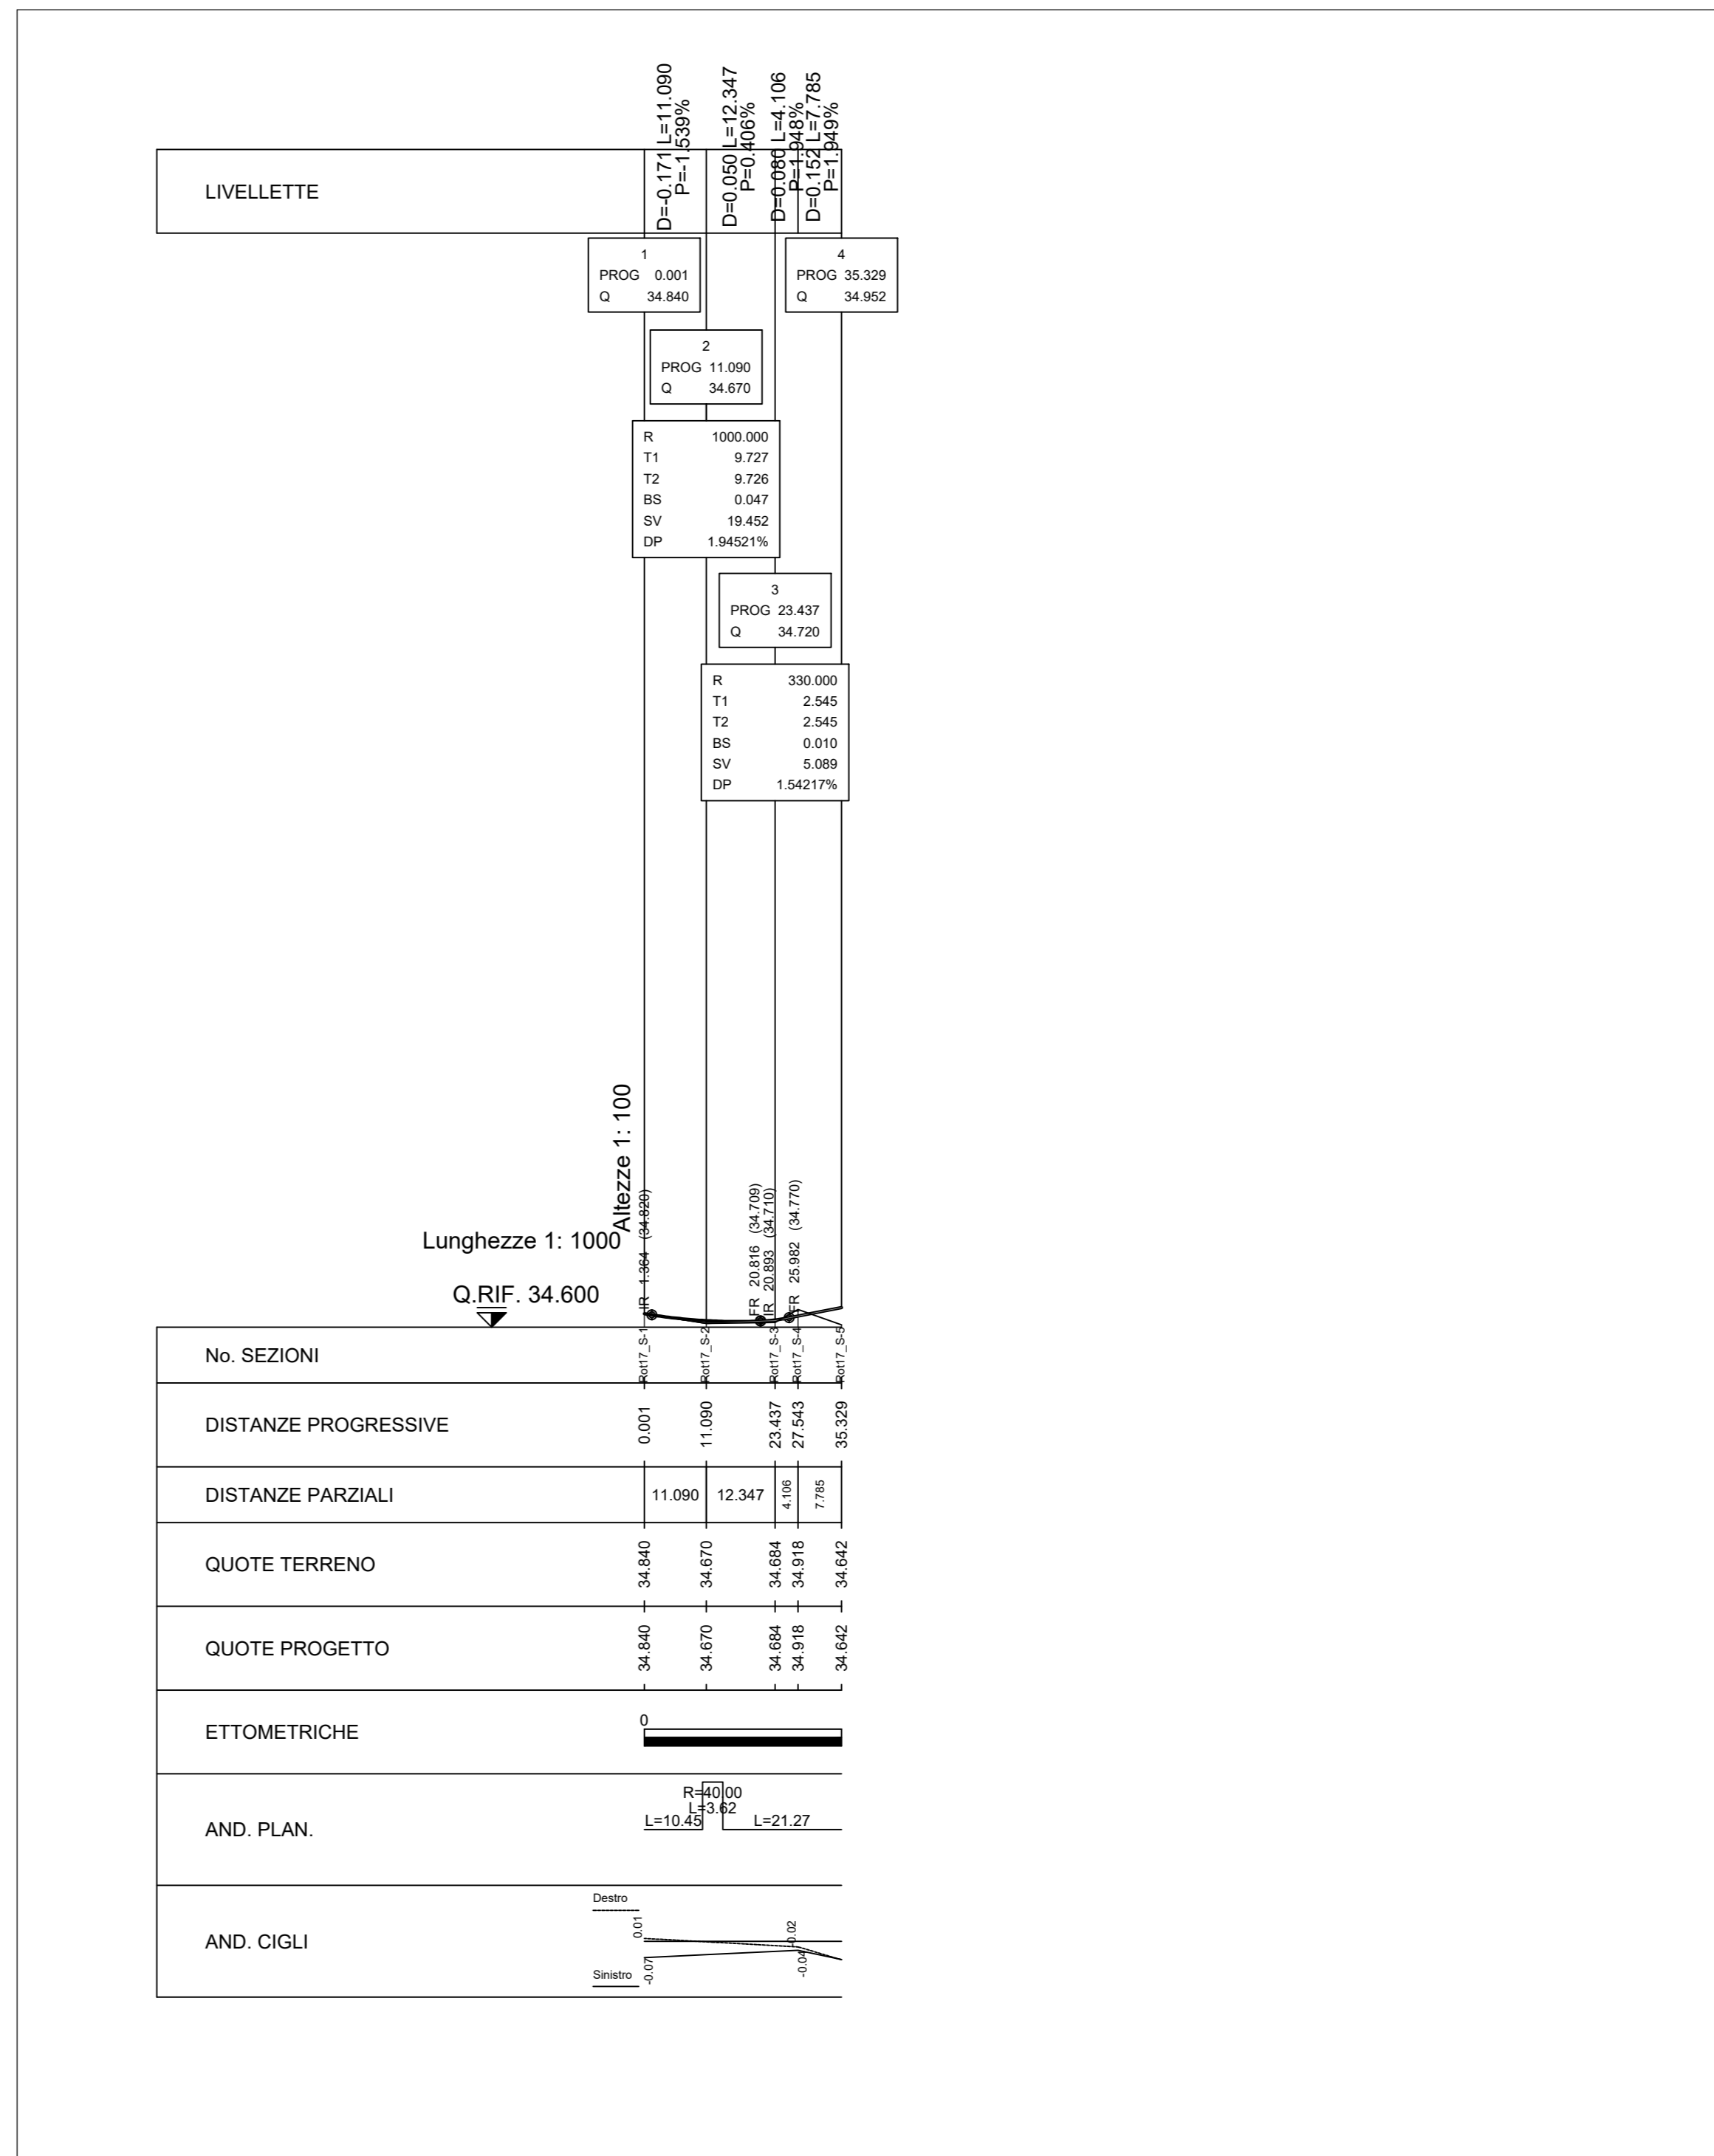 D=-0.171 L=11.090
P=-1.539%
D=0.050 L=12.347
P=0.406%
D=0.080 L=4.106
P=1.948%
D=0.152 L=7.785
P=1.949%
LIVELLETTE
1
PROG 0.001
Q 34.840
4
PROG 35.329
Q 34.952
2
PROG 11.090
Q 34.670
R 1000.000
T1 9.727
T2 9.726
BS 0.047
SV 19.452
DP 1.94521%
3
PROG 23.437
Q 34.720
R 330.000
T1 2.545
T2 2.545
BS 0.010
SV 5.089
DP 1.54217%
Altezze 1: 100
Lunghezze 1: 1000
Q.RIF. 34.600
IR 1.364 (34.820)
FR 20.816 (34.709)
IR 20.893 (34.710)
FR 25.982 (34.770)
No. SEZIONI
Rot17_S-1 Rot17_S-2 Rot17_S-3 Rot17_S-4 Rot17_S-5
DISTANZE PROGRESSIVE
0.001 11.090 23.437 27.543 35.329
DISTANZE PARZIALI
11.090 12.347 4.106 7.785
QUOTE TERRENO
34.840 34.670 34.684 34.918 34.642
QUOTE PROGETTO
34.840 34.670 34.684 34.918 34.642
ETTOMETRICHE
0
AND. PLAN.
R=40.00
L=3.62
L=10.45 L=21.27
AND. CIGLI
Destro
0.01 -0.02
Sinistro
-0.07 -0.04